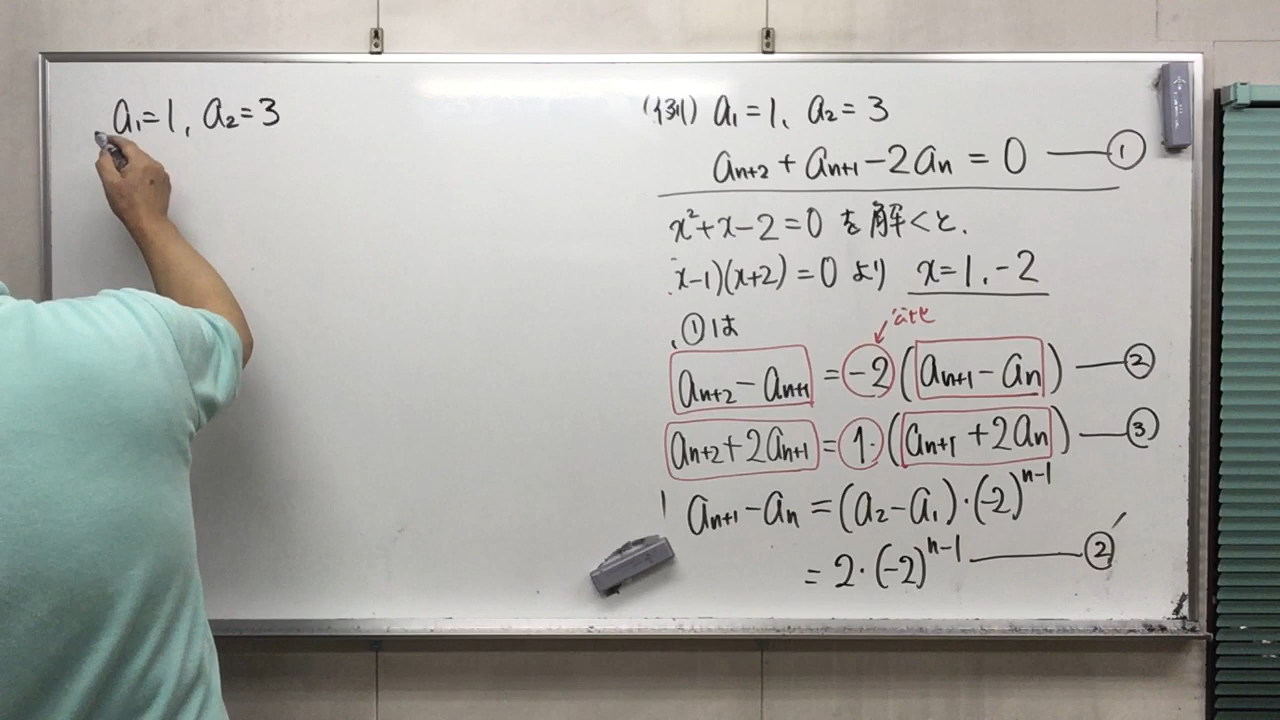 a₁=1, a₂=3
(例) a₁=1、a₂=3
aₙ₊₂+aₙ₊₁-2aₙ=0 ―①
x²+x-2=0 を解くと、
x-1)(x+2)=0 より x=1,-2
①は
公比
aₙ₊₂-aₙ₊₁=-2(aₙ₊₁-aₙ) ―②
aₙ₊₂+2aₙ₊₁=1·(aₙ₊₁+2aₙ) ―③
aₙ₊₁-aₙ=(a₂-a₁)·(-2)ⁿ⁻¹
=2·(-2)ⁿ⁻¹ ―②′